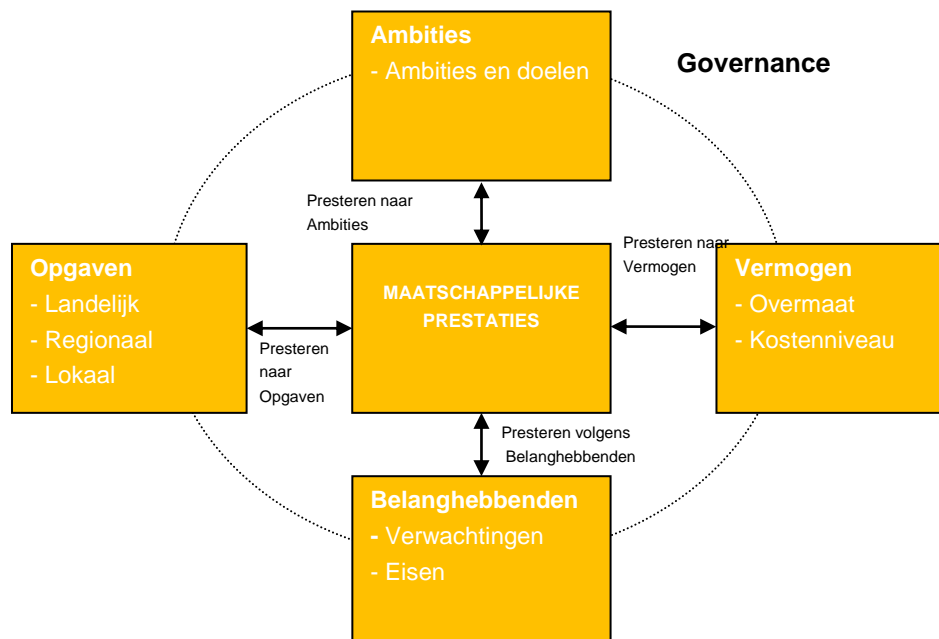 Ambities
- Ambities en doelen
Governance
Presteren naar
Ambities
Opgaven
- Landelijk
- Regionaal
- Lokaal
Presteren
naar
Opgaven
MAATSCHAPPELIJKE
PRESTATIES
Presteren naar
Vermogen
Vermogen
- Overmaat
- Kostenniveau
Presteren volgens
Belanghebbenden
Belanghebbenden
- Verwachtingen
- Eisen